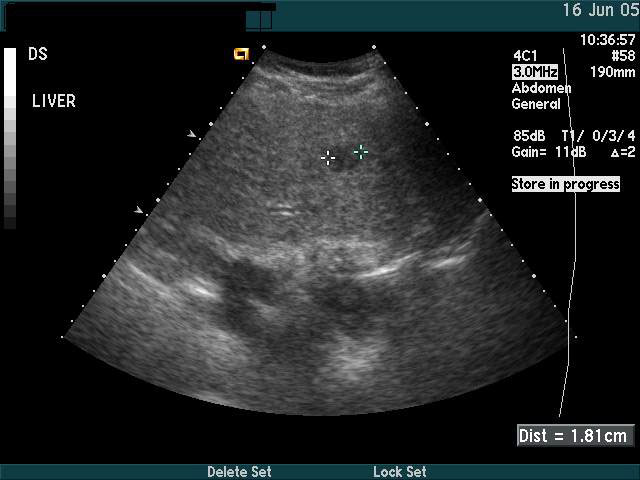 16 Jun 05
10:36:57
DS
4C1 #58
3.0MHz 190mm
Abdomen
General
LIVER
85dB T1/ 0/3/4
Gain= 11dB Δ=2
Store in progress
Dist = 1.81cm
Delete Set Lock Set